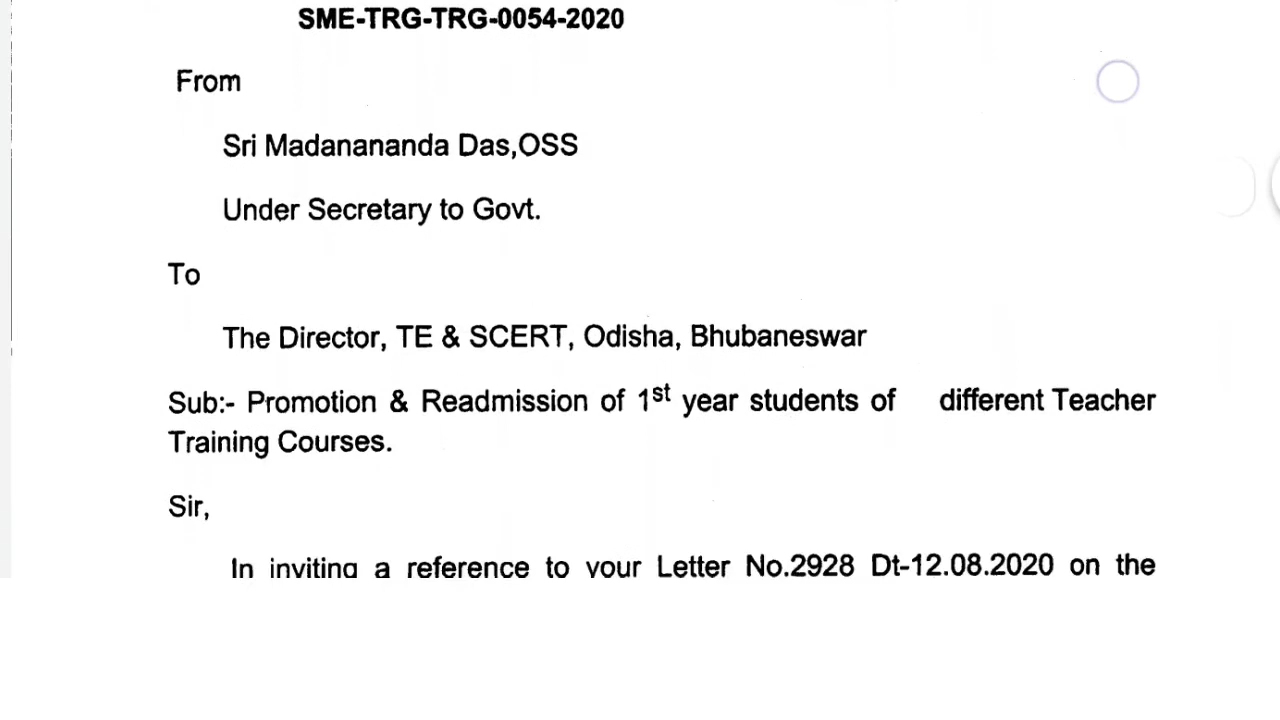 SME-TRG-TRG-0054-2020
From
Sri Madanananda Das,OSS
Under Secretary to Govt.
To
The Director, TE & SCERT, Odisha, Bhubaneswar
Sub:- Promotion & Readmission of 1st year students of different Teacher
Training Courses.
Sir,
In inviting a reference to your Letter No.2928 Dt-12.08.2020 on the